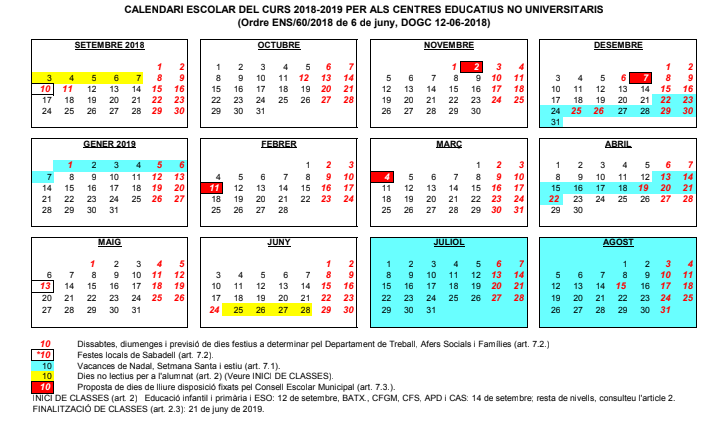 CALENDARI ESCOLAR DEL CURS 2018-2019 PER ALS CENTRES EDUCATIUS NO UNIVERSITARIS
(Ordre ENS/60/2018 de 6 de juny, DOGC 12-06-2018)
SETEMBRE 2018
1 2
3 4 5 6 7 8 9
10 11 12 13 14 15 16
17 18 19 20 21 22 23
24 25 26 27 28 29 30
OCTUBRE
1 2 3 4 5 6 7
8 9 10 11 12 13 14
15 16 17 18 19 20 21
22 23 24 25 26 27 28
29 30 31
NOVEMBRE
1 2 3 4
5 6 7 8 9 10 11
12 13 14 15 16 17 18
19 20 21 22 23 24 25
26 27 28 29 30
DESEMBRE
1 2
3 4 5 6 7 8 9
10 11 12 13 14 15 16
17 18 19 20 21 22 23
24 25 26 27 28 29 30
31
GENER 2019
1 2 3 4 5 6
7 8 9 10 11 12 13
14 15 16 17 18 19 20
21 22 23 24 25 26 27
28 29 30 31
FEBRER
1 2 3
4 5 6 7 8 9 10
11 12 13 14 15 16 17
18 19 20 21 22 23 24
25 26 27 28
MARÇ
1 2 3
4 5 6 7 8 9 10
11 12 13 14 15 16 17
18 19 20 21 22 23 24
25 26 27 28 29 30 31
ABRIL
1 2 3 4 5 6 7
8 9 10 11 12 13 14
15 16 17 18 19 20 21
22 23 24 25 26 27 28
29 30
MAIG
1 2 3 4 5
6 7 8 9 10 11 12
13 14 15 16 17 18 19
20 21 22 23 24 25 26
27 28 29 30 31
JUNY
1 2
3 4 5 6 7 8 9
10 11 12 13 14 15 16
17 18 19 20 21 22 23
24 25 26 27 28 29 30
JULIOL
1 2 3 4 5 6 7
8 9 10 11 12 13 14
15 16 17 18 19 20 21
22 23 24 25 26 27 28
29 30 31
AGOST
1 2 3 4
5 6 7 8 9 10 11
12 13 14 15 16 17 18
19 20 21 22 23 24 25
26 27 28 29 30 31
10 Dissabtes, diumenges i previsió de dies festius a determinar pel Departament de Treball, Afers Socials i Famílies (art. 7.2.)
*10 Festes locals de Sabadell (art. 7.2).
10 Vacances de Nadal, Setmana Santa i estiu (art. 7.1).
10 Dies no lectius per a l'alumnat (art. 2) (Veure INICI DE CLASSES).
10 Proposta de dies de lliure disposició fixats pel Consell Escolar Municipal (art. 7.3.).
INICI DE CLASSES (art. 2) Educació infantil i primària i ESO: 12 de setembre, BATX., CFGM, CFS, APD i CAS: 14 de setembre; resta de nivells, consulteu l'article 2.
FINALITZACIÓ DE CLASSES (art. 2.3): 21 de juny de 2019.